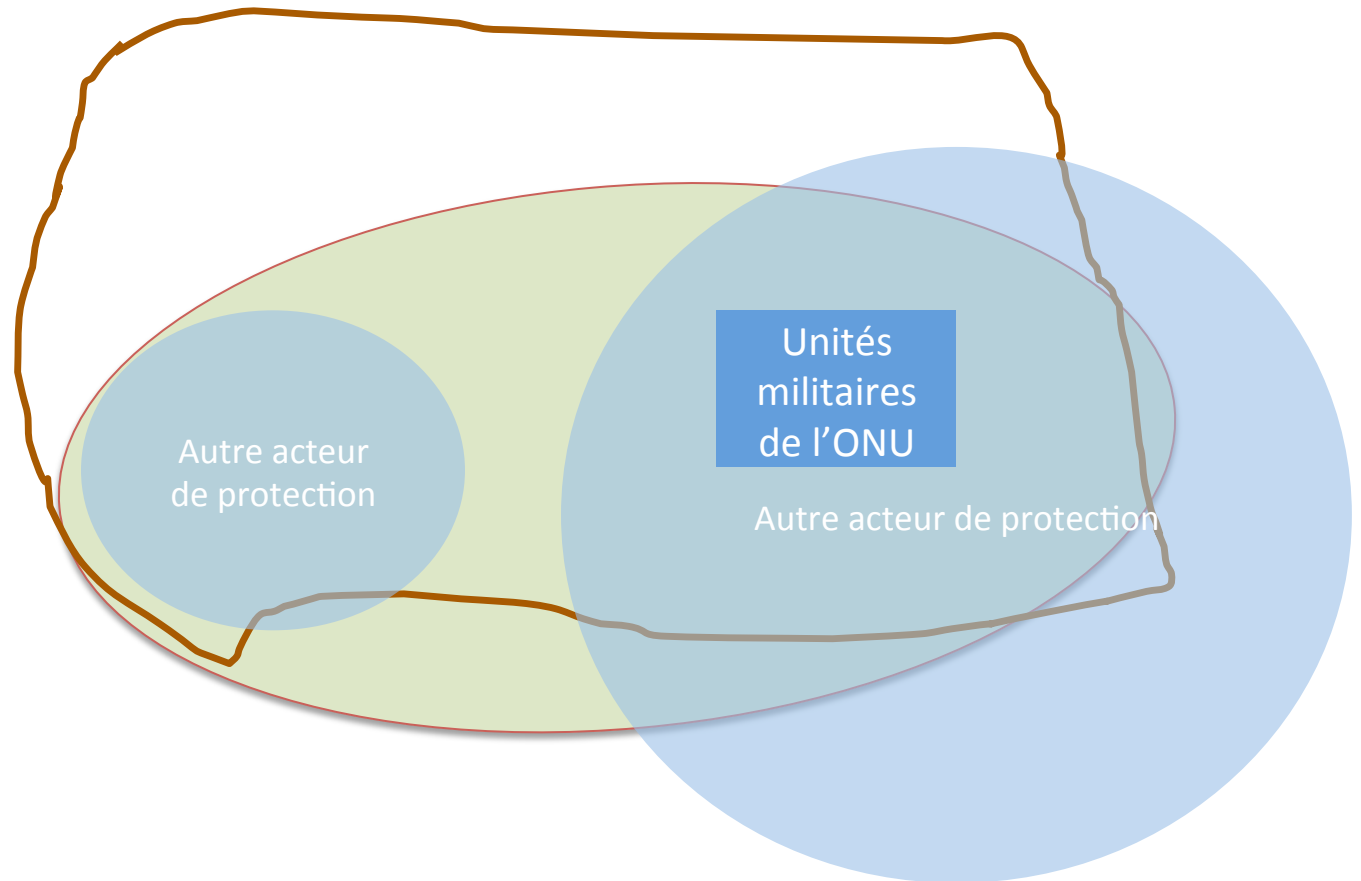 Unités
militaires
de l’ONU
Autre acteur
de protection
Autre acteur de protection